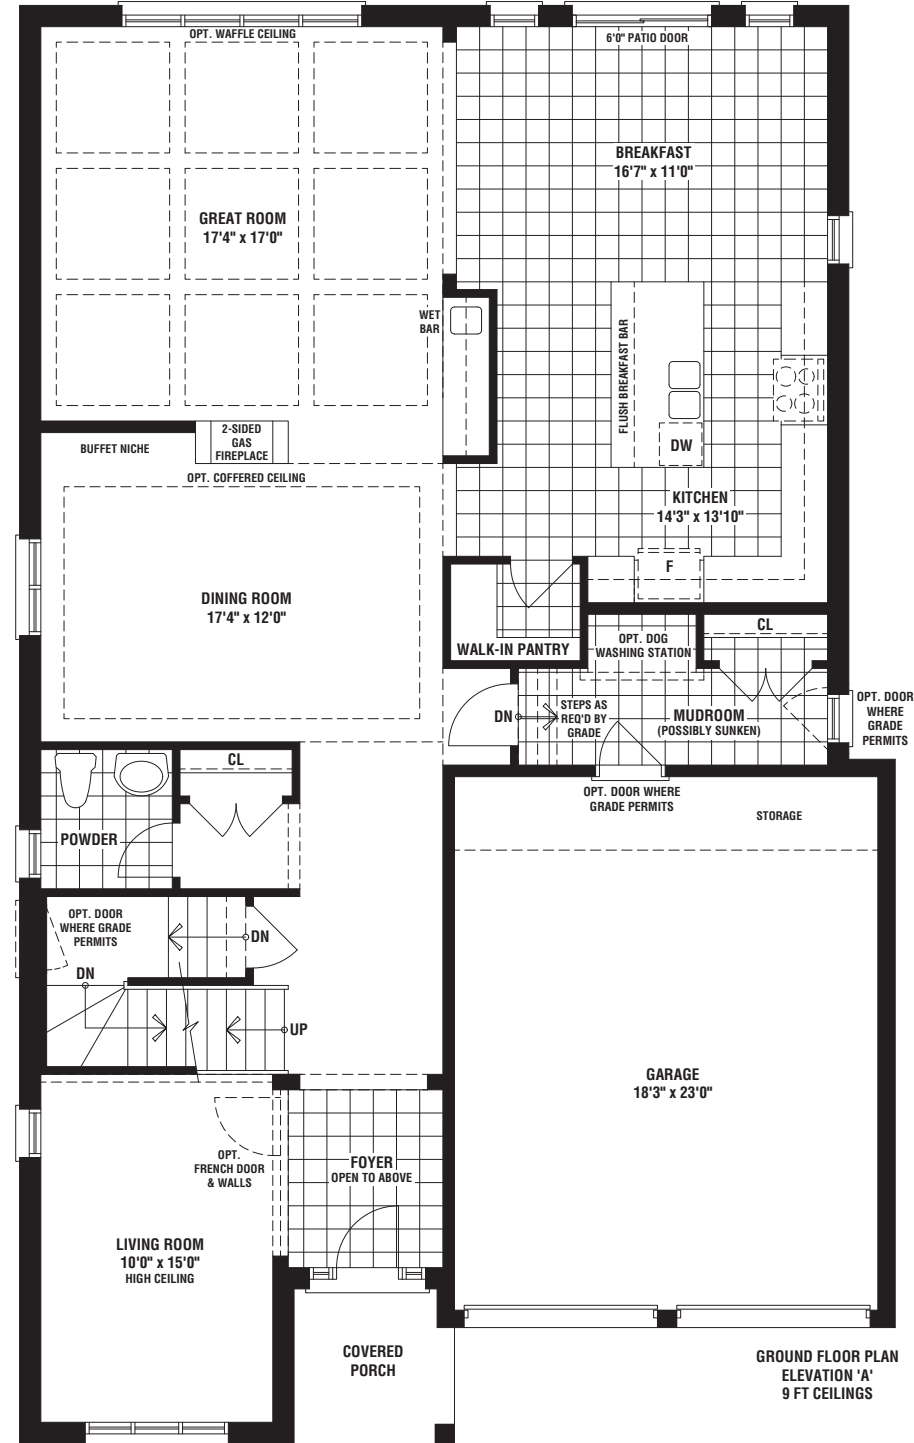 OPT. WAFFLE CEILING
6'0" PATIO DOOR
BREAKFAST
16'7" x 11'0"
GREAT ROOM
17'4" x 17'0"
WET
BAR
FLUSH BREAKFAST BAR
DW
2-SIDED
GAS
FIREPLACE
BUFFET NICHE
OPT. COFFERED CEILING
KITCHEN
14'3" x 13'10"
F
DINING ROOM
17'4" x 12'0"
WALK-IN PANTRY
OPT. DOG
WASHING STATION
CL
DN
STEPS AS
REQ'D BY
GRADE
MUDROOM
(POSSIBLY SUNKEN)
OPT. DOOR
WHERE
GRADE
PERMITS
CL
OPT. DOOR WHERE
GRADE PERMITS
STORAGE
POWDER
OPT. DOOR
WHERE GRADE
PERMITS
DN
DN
UP
GARAGE
18'3" x 23'0"
OPT.
FRENCH DOOR
& WALLS
FOYER
OPEN TO ABOVE
LIVING ROOM
10'0" x 15'0"
HIGH CEILING
COVERED
PORCH
GROUND FLOOR PLAN
ELEVATION 'A'
9 FT CEILINGS